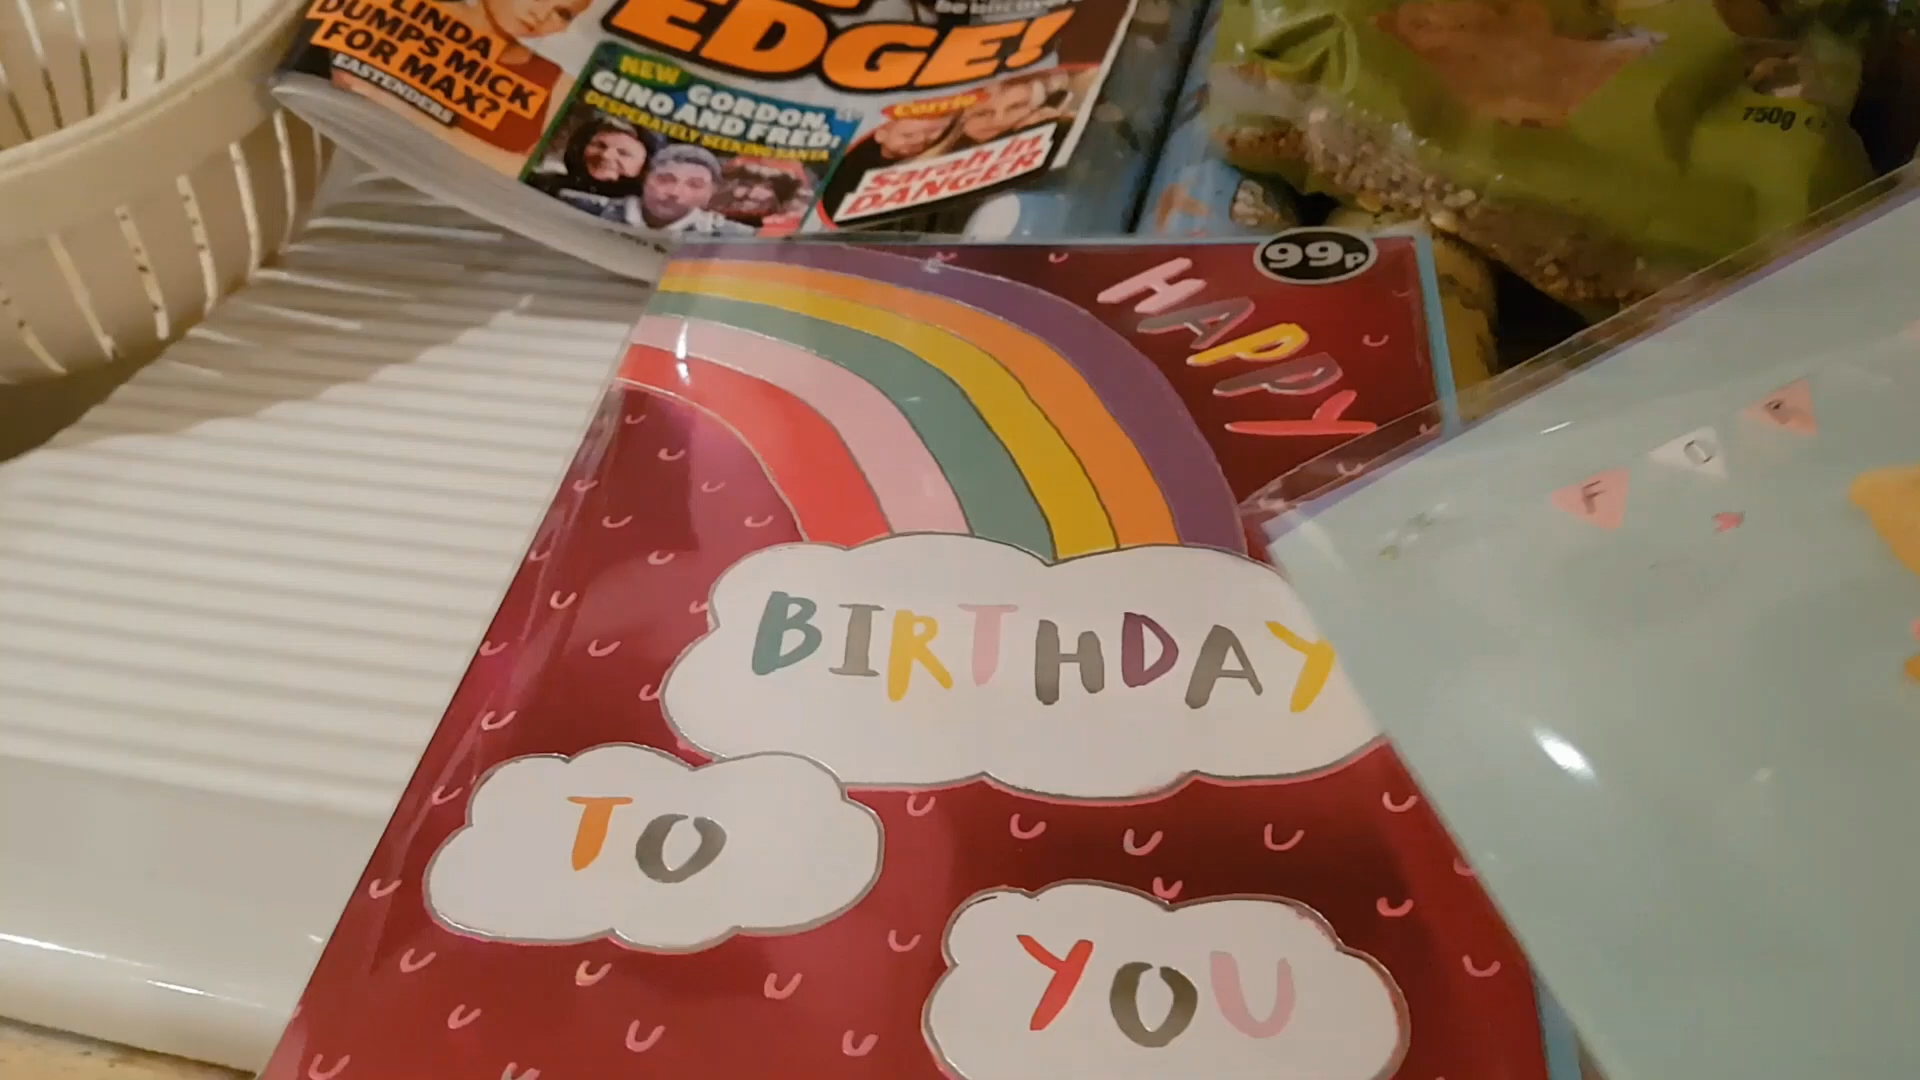 LINDA
DUMPS MICK
FOR MAX?
EASTENDERS
EDGE!
NEW GORDON,
GINO AND FRED:
DESPERATELY SEEKING SANTA
Corrie
Sarah in
DANGER
750g
99p
HAPPY
BIRTHDAY
TO
YOU
FOR